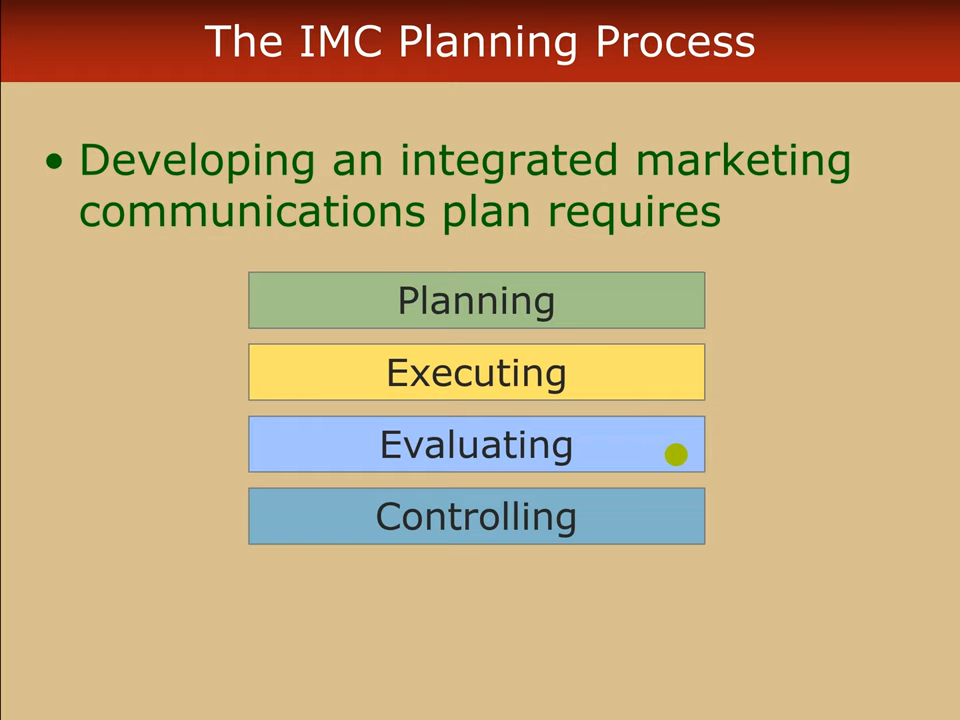 The IMC Planning Process
• Developing an integrated marketing
communications plan requires
Planning
Executing
Evaluating
Controlling